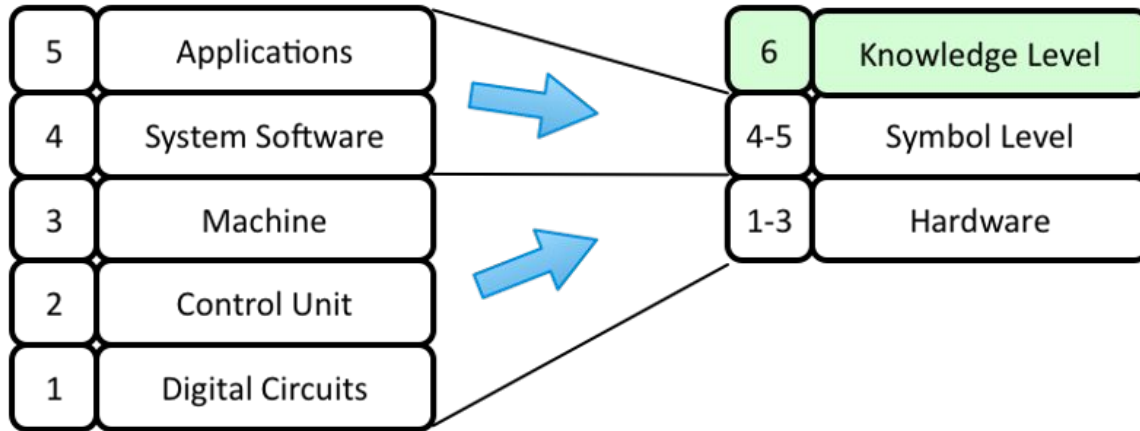 5 Applications
4 System Software
3 Machine
2 Control Unit
1 Digital Circuits
6 Knowledge Level
4-5 Symbol Level
1-3 Hardware